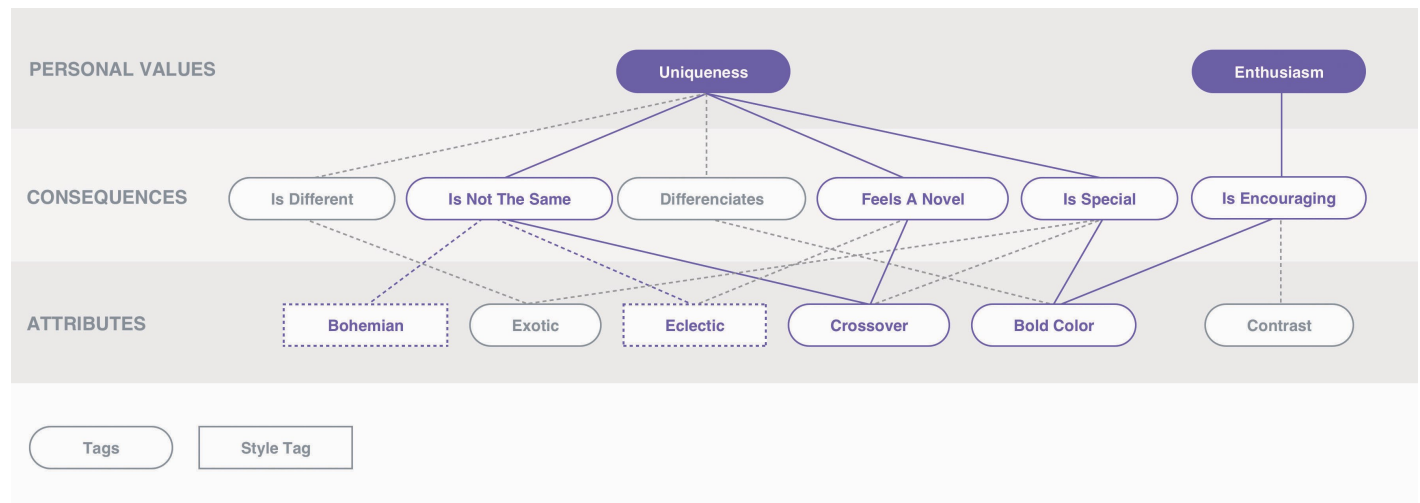 PERSONAL VALUES
Uniqueness
Enthusiasm
CONSEQUENCES
Is Different
Is Not The Same
Differenciates
Feels A Novel
Is Special
Is Encouraging
ATTRIBUTES
Bohemian
Exotic
Eclectic
Crossover
Bold Color
Contrast
Tags
Style Tag